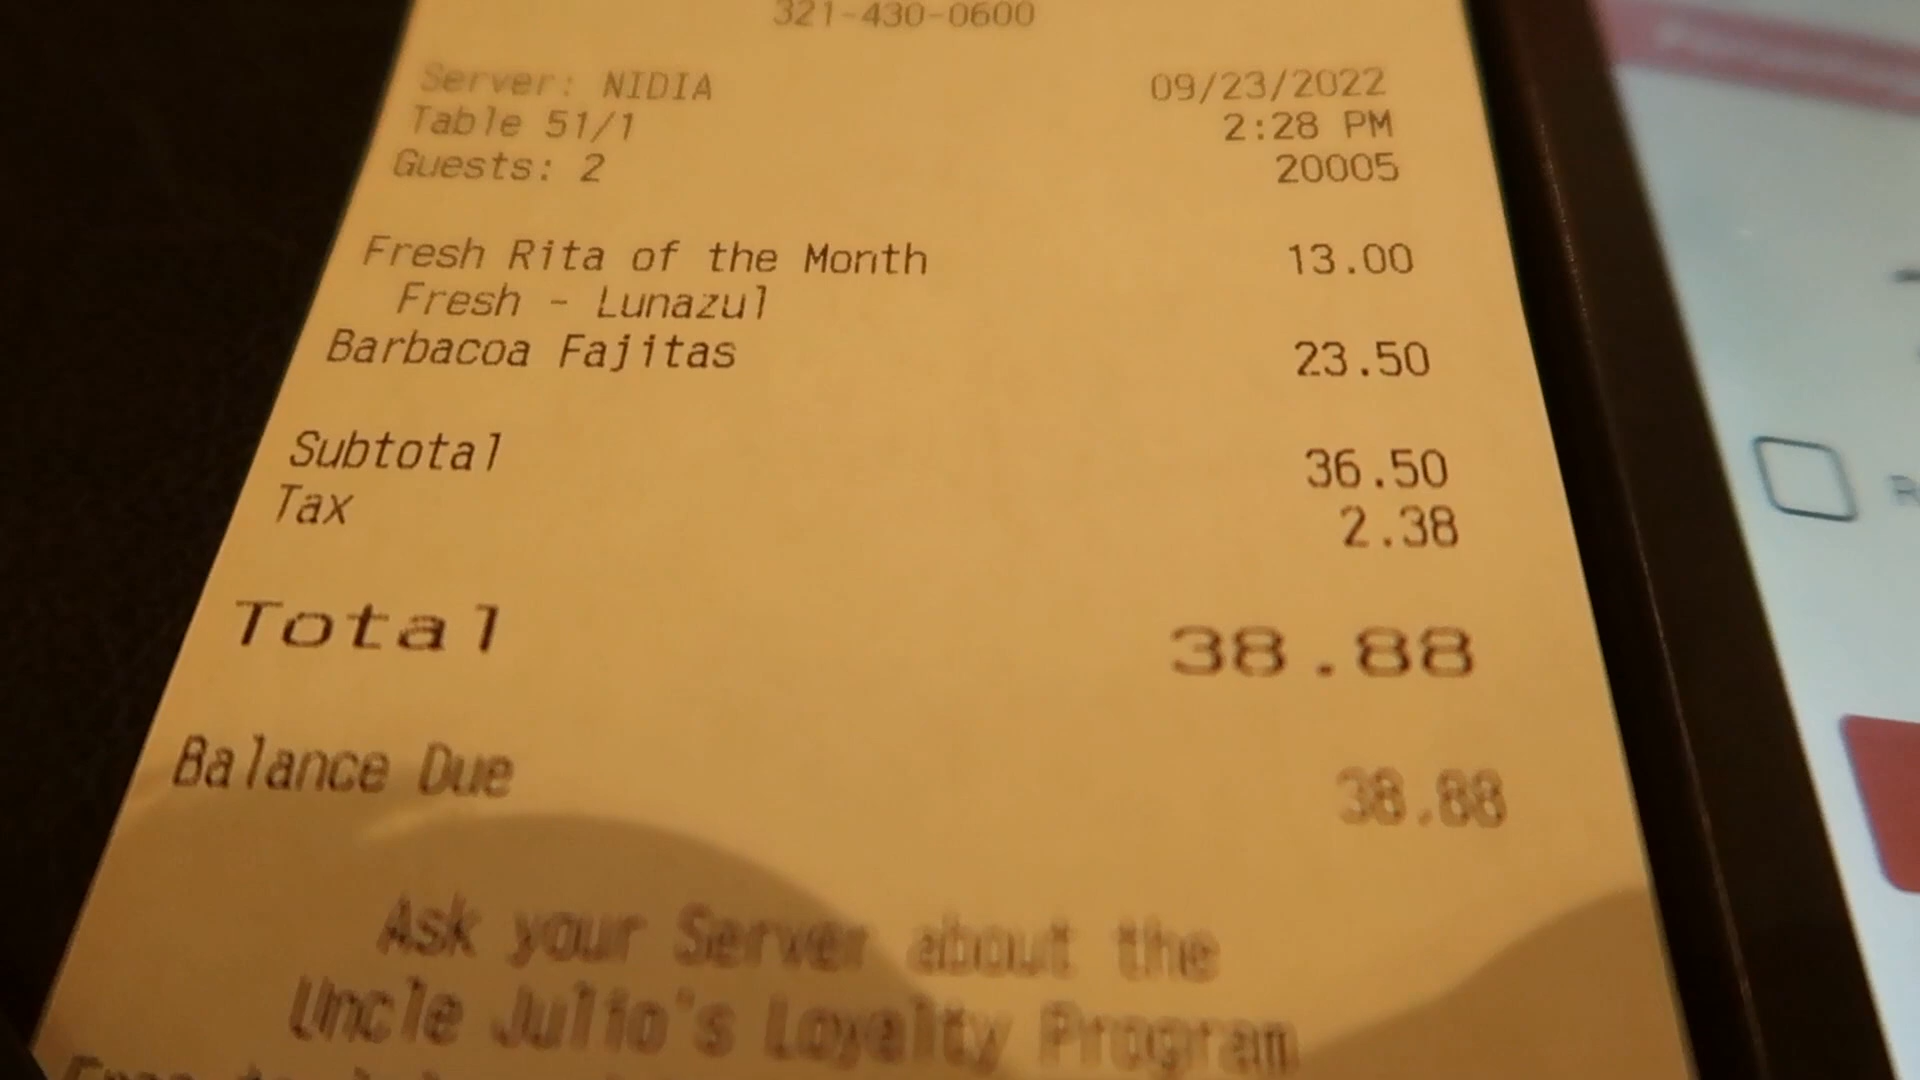 321-430-0600
Server: NIDIA 09/23/2022
Table 51/1 2:28 PM
Guests: 2 20005
Fresh Rita of the Month 13.00
Fresh - Lunazul
Barbacoa Fajitas 23.50
Subtotal 36.50
Tax 2.38
Total 38.88
Balance Due 38.88
Ask your Server about the
Uncle Julio's Loyalty Program